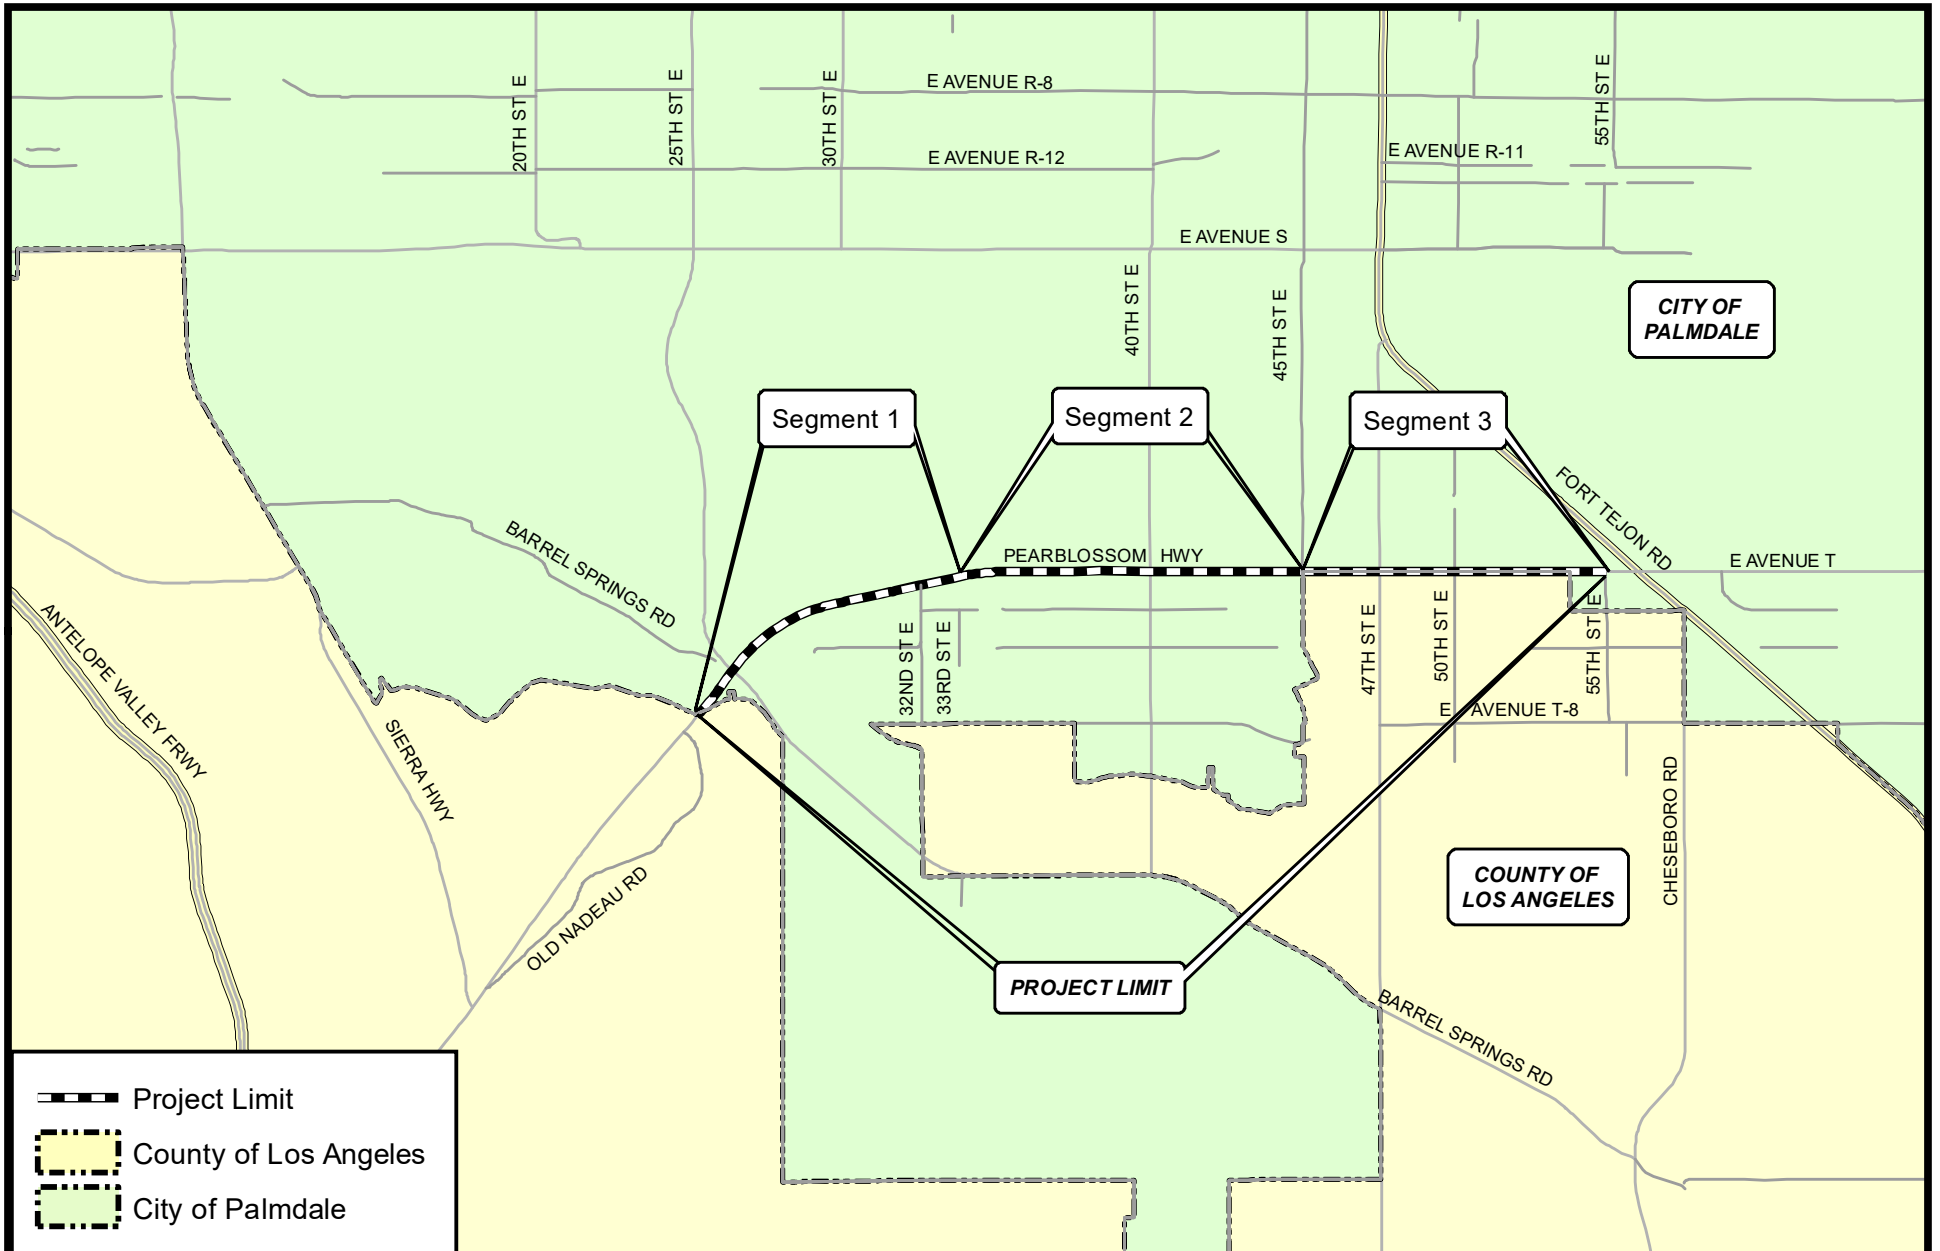 E AVENUE R-8
20TH ST E
25TH ST E
30TH ST E
55TH ST E
E AVENUE R-12
E AVENUE R-11
E AVENUE S
40TH ST E
45TH ST E
CITY OF
PALMDALE
Segment 1
Segment 2
Segment 3
BARREL SPRINGS RD
PEARBLOSSOM HWY
FORT TEJON RD
E AVENUE T
ANTELOPE VALLEY FRWY
SIERRA HWY
32ND ST E
33RD ST E
47TH ST E
50TH ST E
55TH ST E
E AVENUE T-8
CHESEBORO RD
OLD NADEAU RD
COUNTY OF
LOS ANGELES
PROJECT LIMIT
BARREL SPRINGS RD
Project Limit
County of Los Angeles
City of Palmdale